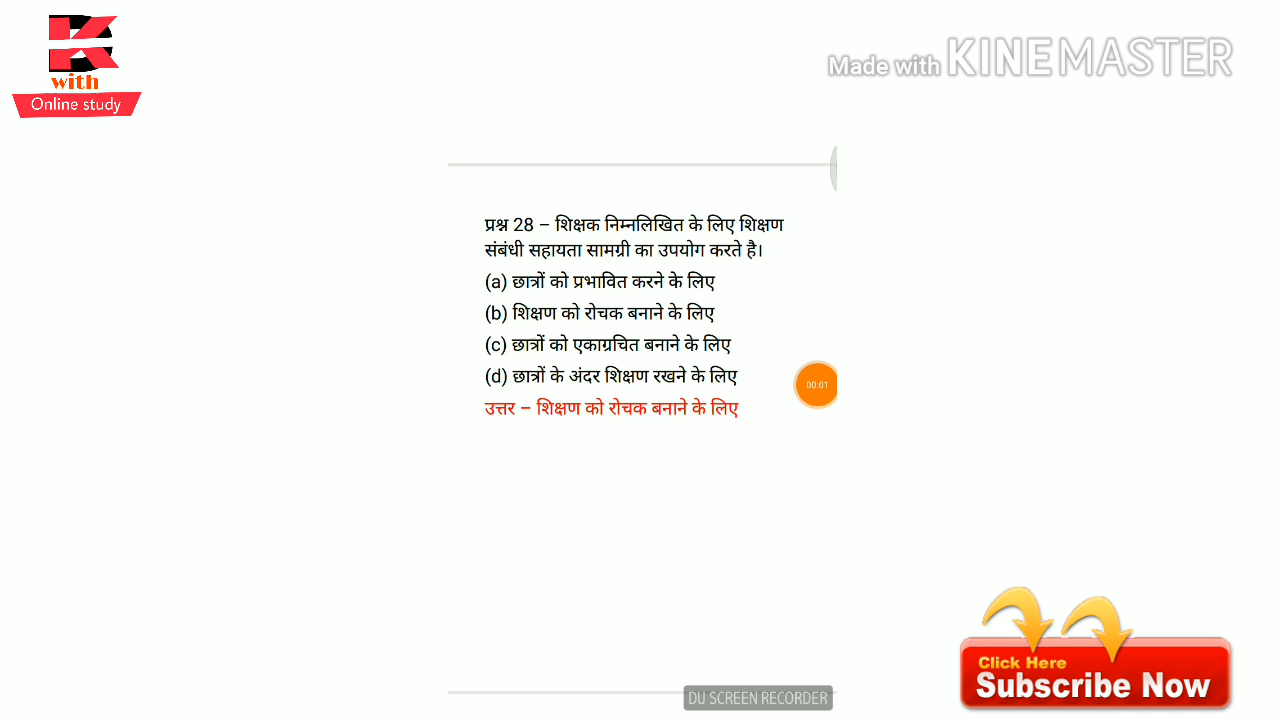 K
with
Online study
Made with KINEMASTER
प्रश्न 28 – शिक्षक निम्नलिखित के लिए शिक्षण
संबंधी सहायता सामग्री का उपयोग करते है।
(a) छात्रों को प्रभावित करने के लिए
(b) शिक्षण को रोचक बनाने के लिए
(c) छात्रों को एकाग्रचित बनाने के लिए
(d) छात्रों के अंदर शिक्षण रखने के लिए
00:01
उत्तर – शिक्षण को रोचक बनाने के लिए
Click Here
Subscribe Now
DU SCREEN RECORDER